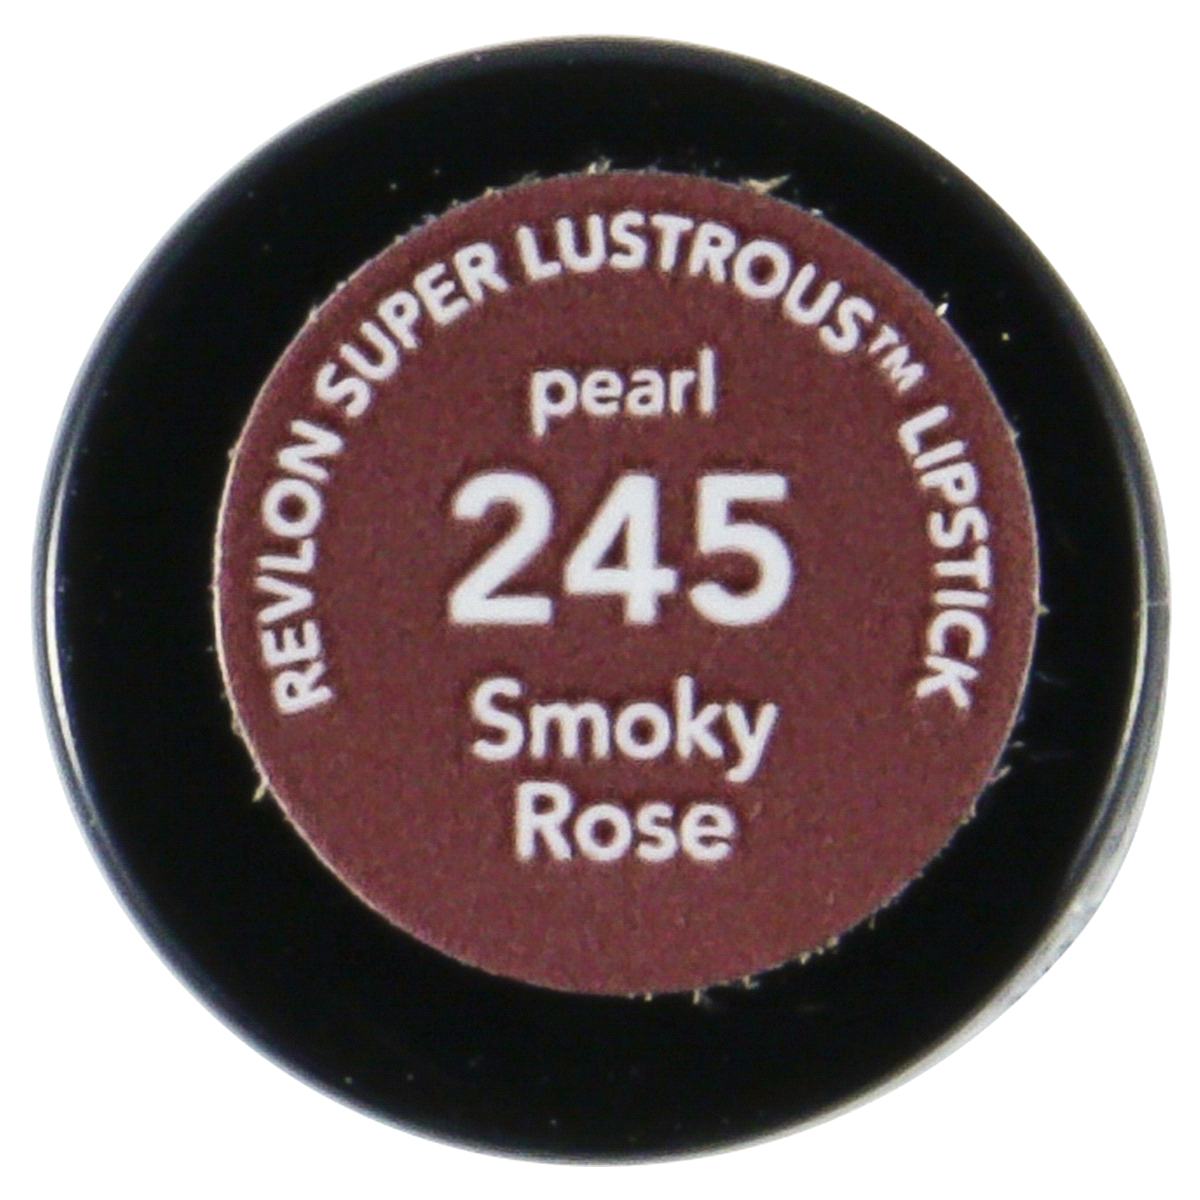 REVLON SUPER LUSTROUS™ LIPSTICK
pearl
245
Smoky
Rose